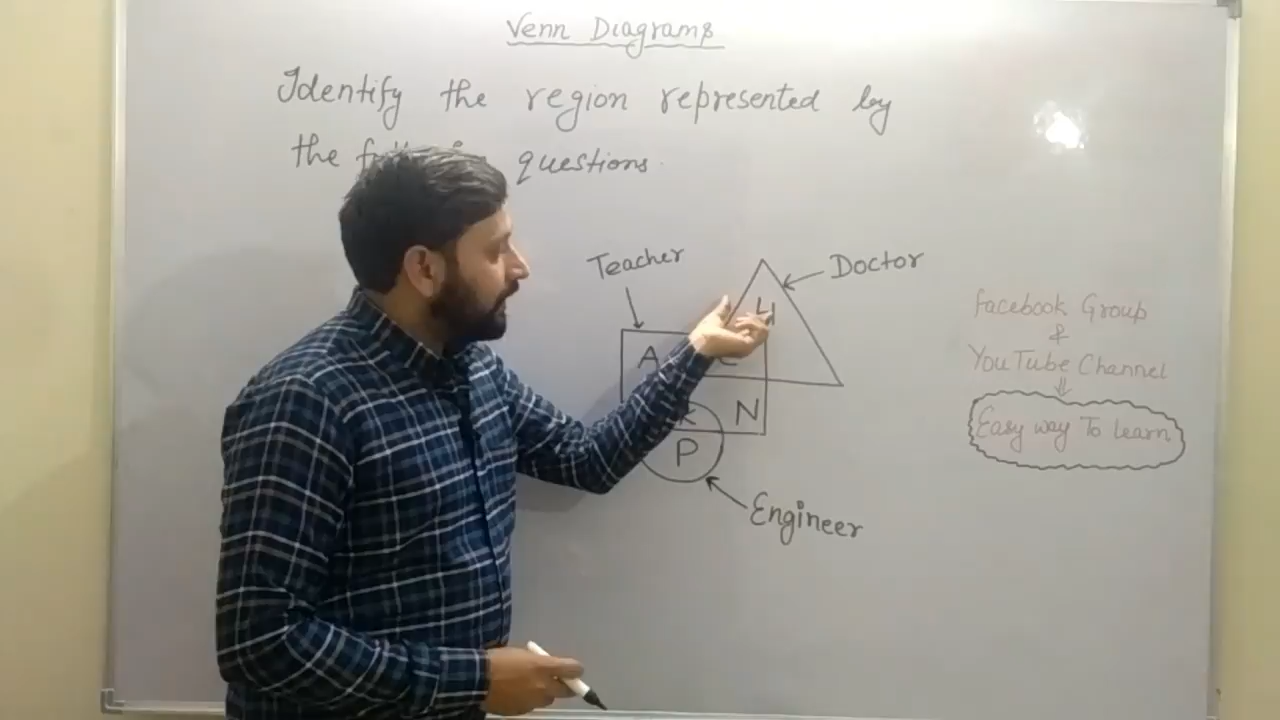 Venn Diagrams
Identify the region represented by
the questions.
Teacher
Doctor
A
N
P
Engineer
facebook Group
&
YouTube Channel
Easy way To learn